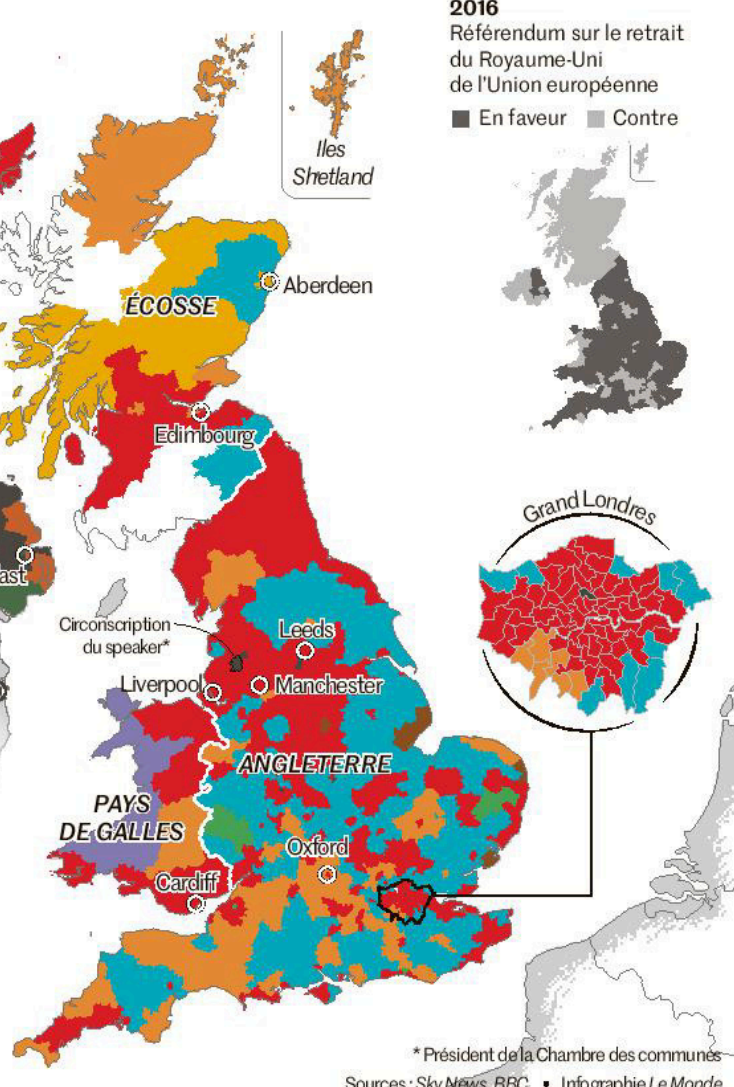 2016
Référendum sur le retrait
du Royaume-Uni
de l'Union européenne
En faveur
Contre
Iles
Shetland
ÉCOSSE
Aberdeen
Edimbourg
Grand Londres
ast
Circonscription
du speaker*
Leeds
Liverpool
Manchester
ANGLETERRE
PAYS
DE GALLES
Oxford
Cardiff
* Président de la Chambre des communes
Sources : Sky News, BBC • Infographie Le Monde